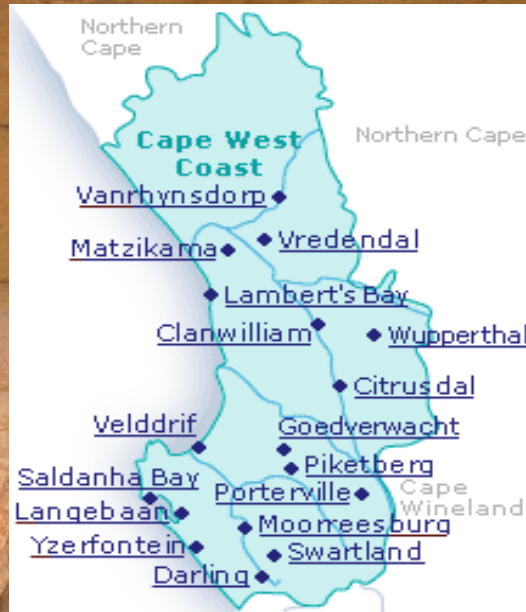 Northern
Cape
Cape West
Coast
Northern Cape
Vanrhynsdorp
Matzikama
Vredendal
Lambert's Bay
Clanwilliam
Wupperthal
Citrusdal
Velddrif
Goedverwacht
Saldanha Bay
Piketberg
Porterville
Cape
Wineland
Langebaan
Moorreesburg
Yzerfontein
Swartland
Darling